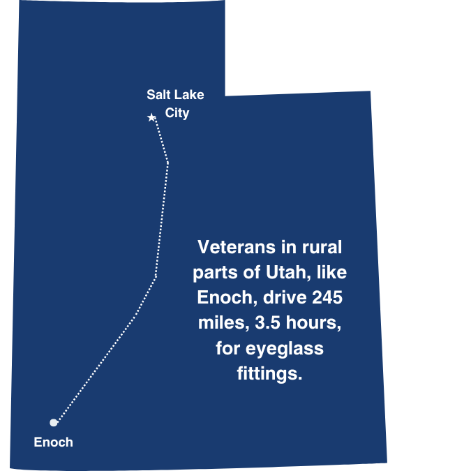 Salt Lake
City
Veterans in rural
parts of Utah, like
Enoch, drive 245
miles, 3.5 hours,
for eyeglass
fittings.
Enoch